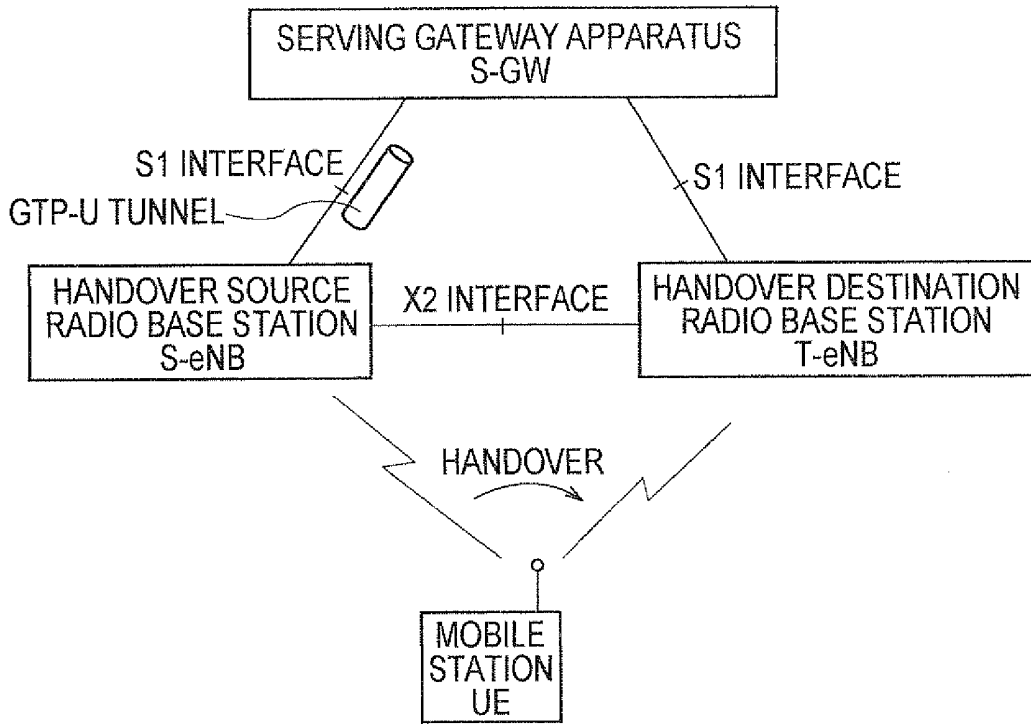 SERVING GATEWAY APPARATUS
S-GW
S1 INTERFACE
S1 INTERFACE
GTP-U TUNNEL
HANDOVER SOURCE
RADIO BASE STATION
S-eNB
X2 INTERFACE
HANDOVER DESTINATION
RADIO BASE STATION
T-eNB
HANDOVER
MOBILE
STATION
UE